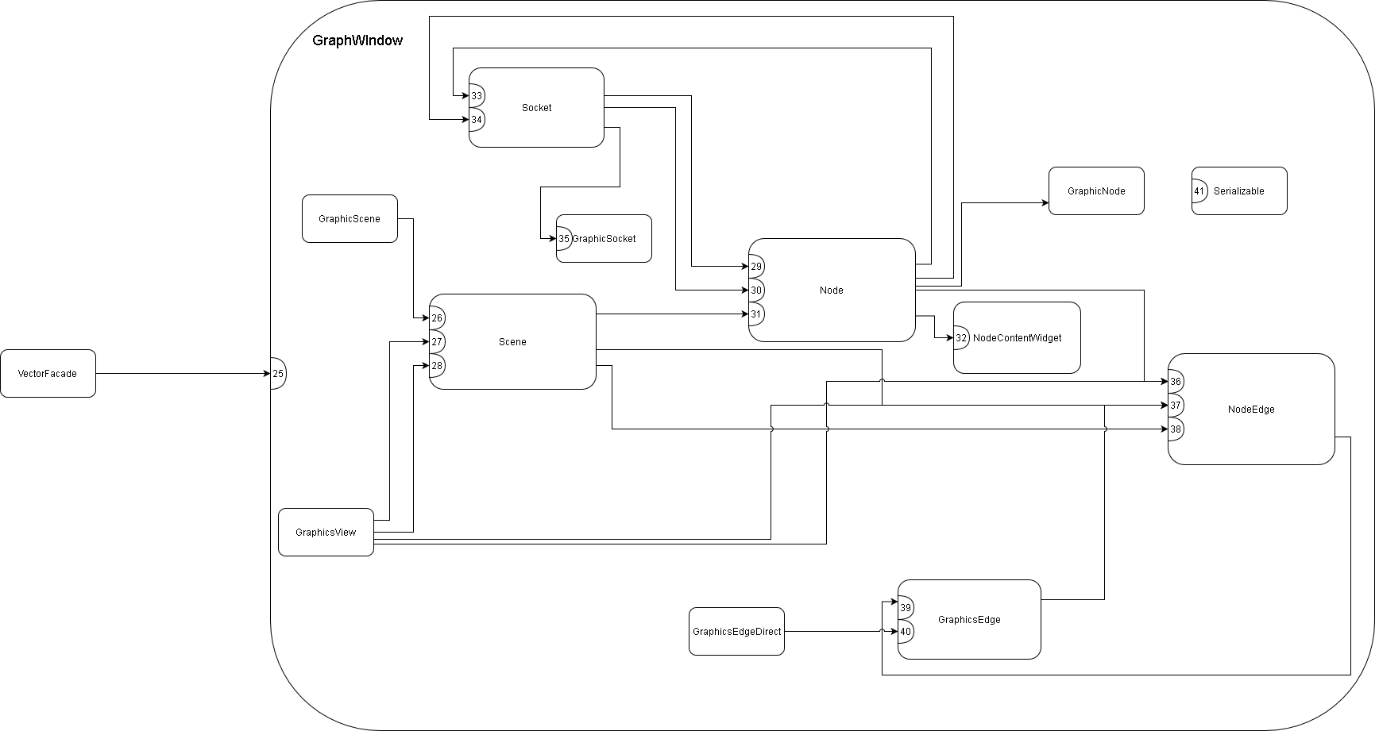 GraphWIndow
33
Socket
34
GraphicNode
41
Serializable
GraphicScene
35
GraphicSocket
29
30
Node
31
26
27
Scene
28
32
NodeContentWidget
VectorFacade
25
36
37
NodeEdge
38
GraphicsView
39
GraphicsEdge
40
GraphicsEdgeDirect